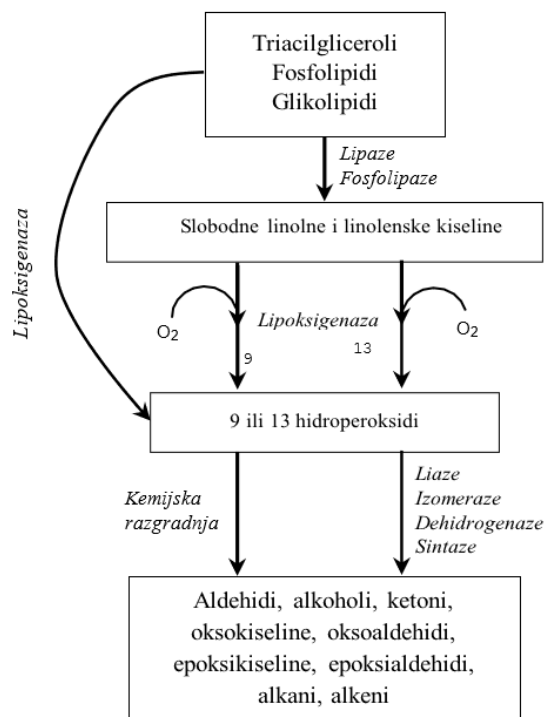 Triacilgliceroli
Fosfolipidi
Glikolipidi
Lipaze
Fosfolipaze
Lipoksigenaza
Slobodne linolne i linolenske kiseline
O₂
Lipoksigenaza
O₂
9
13
9 ili 13 hidroperoksidi
Kemijska
razgradnja
Liaze
Izomeraze
Dehidrogenaze
Sintaze
Aldehidi, alkoholi, ketoni,
oksokiseline, oksoaldehidi,
epoksikiseline, epoksialdehidi,
alkani, alkeni